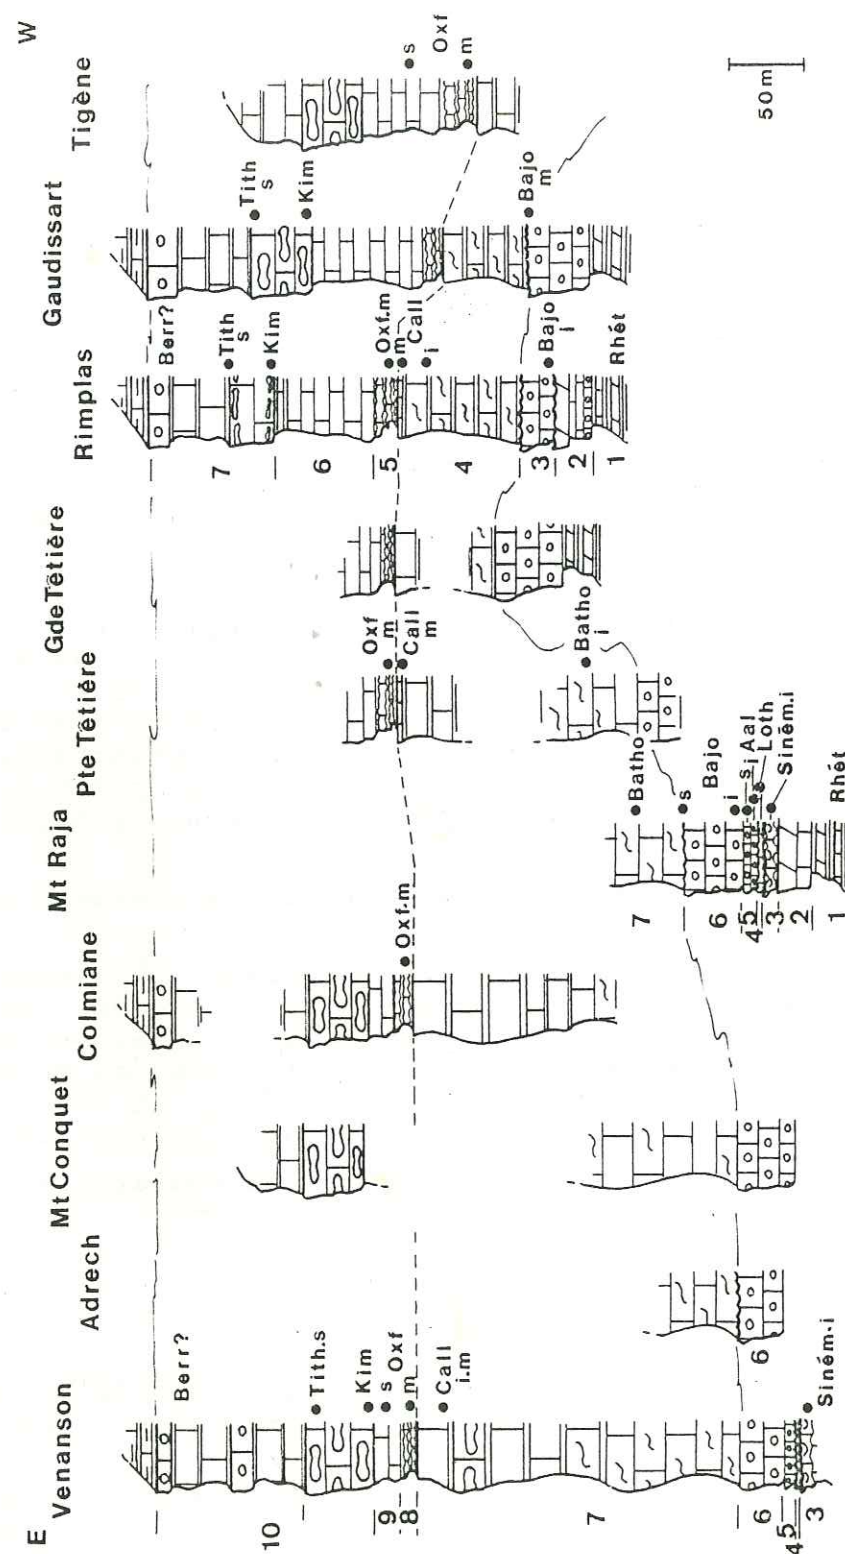 E
W
Venanson
Adrech
Mt Conquet
Colmiane
Mt Raja
Pte Têtière
Gde Têtière
Rimplas
Gaudissart
Tigène
50m
Berr?
Tith.s
Kim
s
Oxf
m
Call
i.m
Siném.i
10
9
8
7
6
5
4
3
6
Oxf.m
Batho
s
Bajo
i
s
i
Aal
Loth
Siném.i
Rhét
7
6
5
4
3
2
1
Oxf
m
Call
m
Batho
i
Berr?
Tith
s
Kim
Oxf.m
m
Call
i
Bajo
i
Rhét
7
6
5
4
3
2
1
Tith
s
Kim
Bajo
m
s
Oxf
m